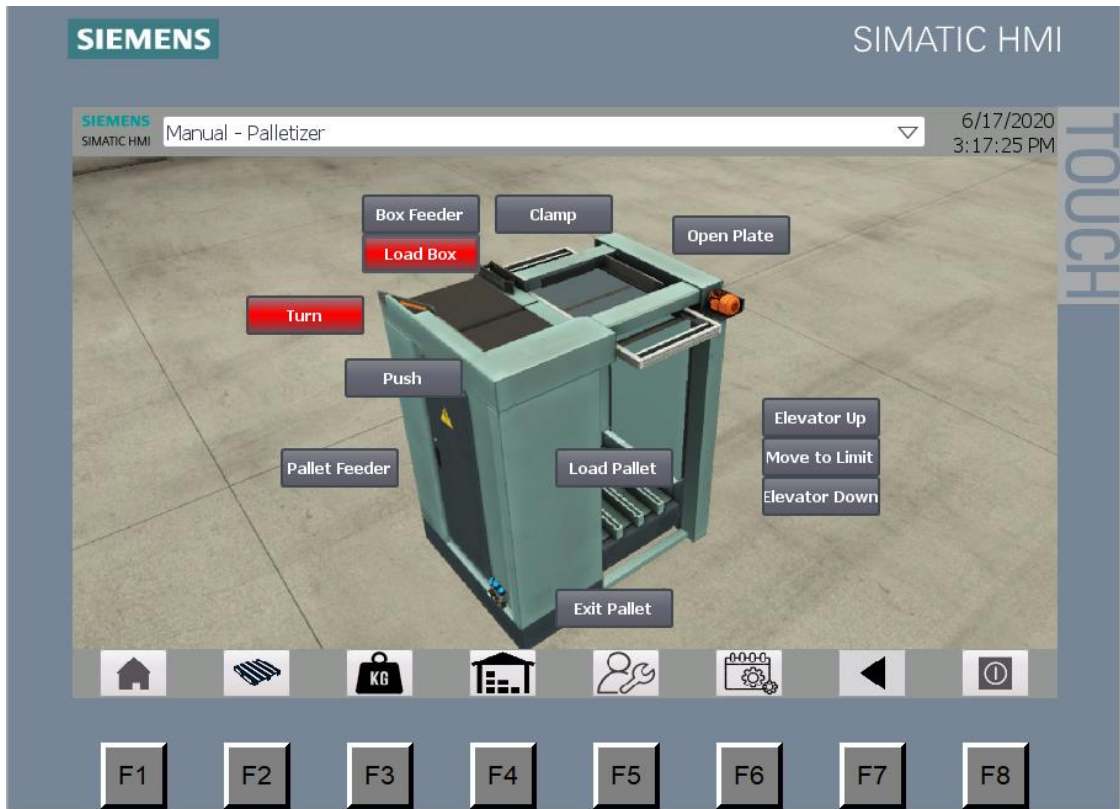 SIEMENS
SIMATIC HMI
TOUCH
SIEMENS
SIMATIC HMI
Manual - Palletizer
6/17/2020
3:17:25 PM
Box Feeder
Clamp
Load Box
Open Plate
Turn
Push
Elevator Up
Pallet Feeder
Load Pallet
Move to Limit
Elevator Down
Exit Pallet
KG
F1
F2
F3
F4
F5
F6
F7
F8